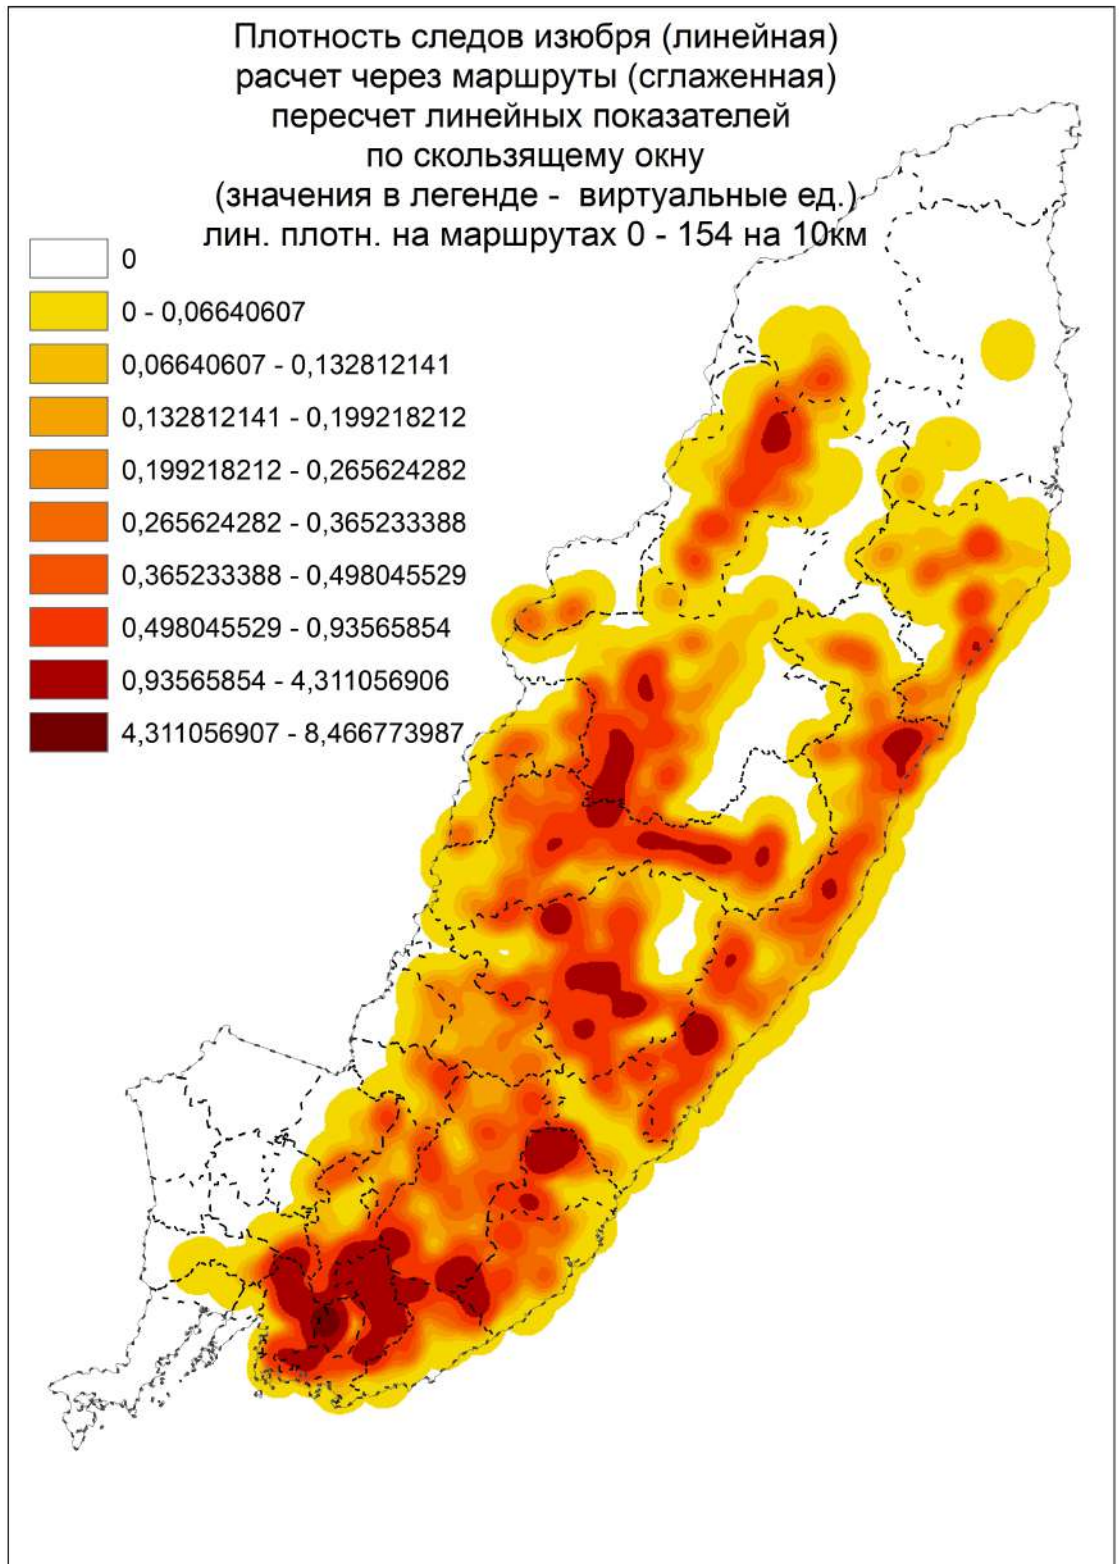 Плотность следов изюбря (линейная)
расчет через маршруты (сглаженная)
пересчет линейных показателей
по скользящему окну
(значения в легенде - виртуальные ед.)
лин. плотн. на маршрутах 0 - 154 на 10км
0
0 - 0,06640607
0,06640607 - 0,132812141
0,132812141 - 0,199218212
0,199218212 - 0,265624282
0,265624282 - 0,365233388
0,365233388 - 0,498045529
0,498045529 - 0,93565854
0,93565854 - 4,311056906
4,311056907 - 8,466773987